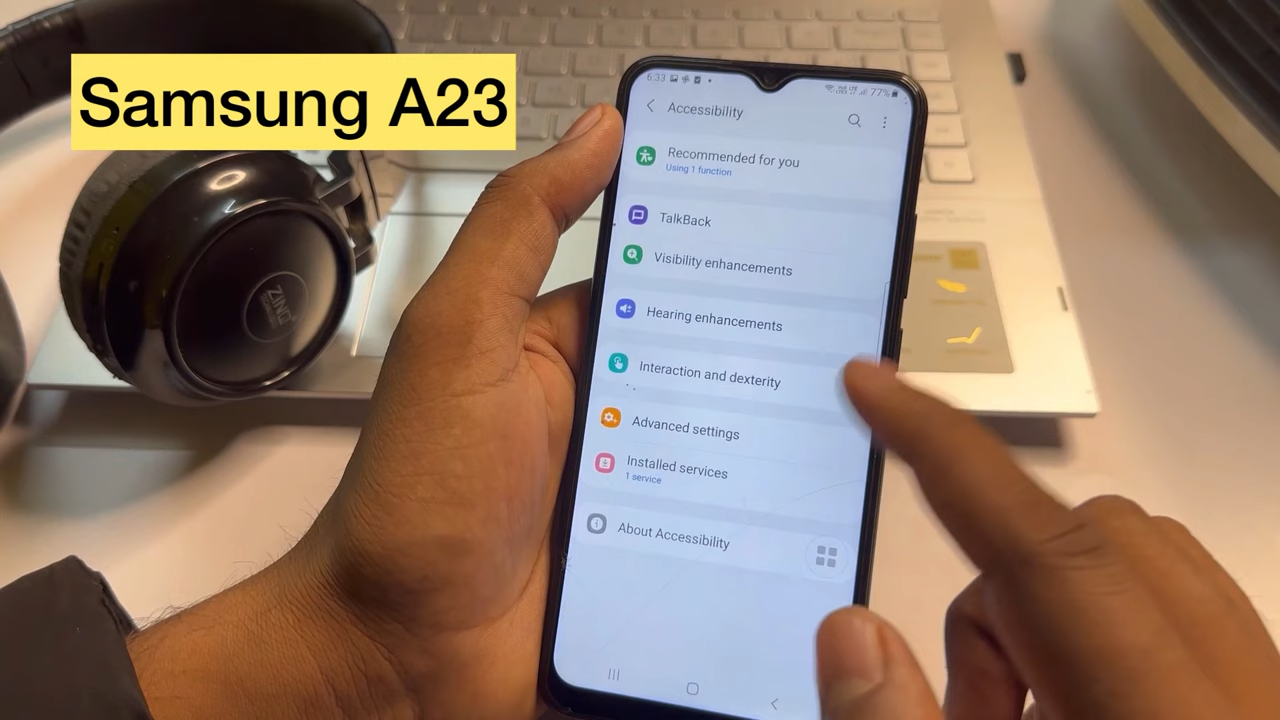 Samsung A23
6:33
77%
Accessibility
Recommended for you
Using 1 function
TalkBack
Visibility enhancements
Hearing enhancements
Interaction and dexterity
Advanced settings
Installed services
1 service
About Accessibility
ZINQ